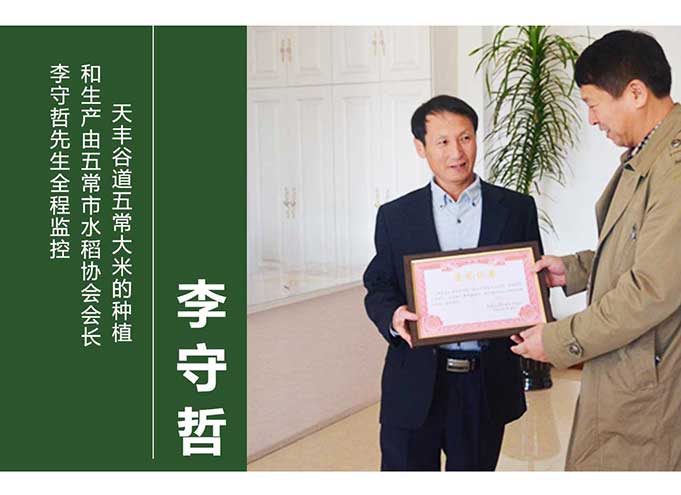 天丰谷道五常大米的种植
和生产由五常市水稻协会会长
李守哲先生全程监控
李守哲